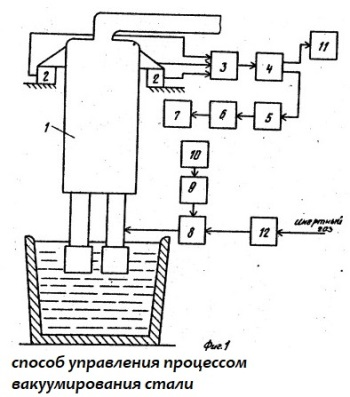 11
2
2
3
4
1
7
6
5
10
9
инертный
8
12
газ
Фиг.1
способ управления процессом
вакуумирования стали